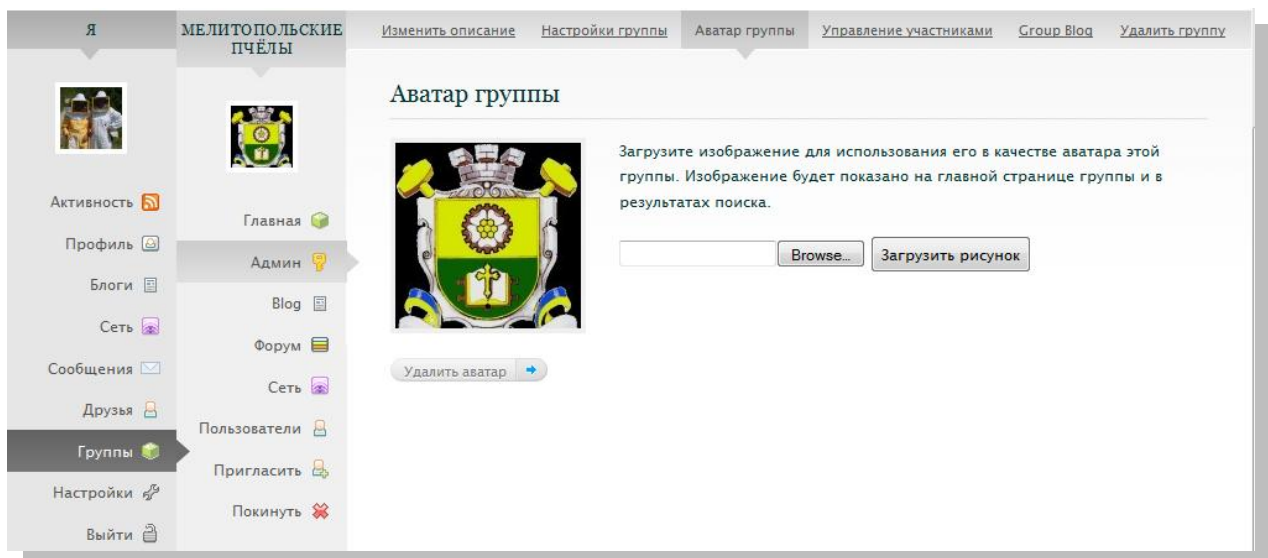 Я
Активность
Профиль
Блоги
Сеть
Сообщения
Друзья
Группы
Настройки
Выйти
МЕЛИТОПОЛЬСКИЕ
ПЧЁЛЫ
Главная
Админ
Blog
Форум
Сеть
Пользователи
Пригласить
Покинуть
Изменить описание Настройки группы Аватар группы Управление участниками Group Blog Удалить группу
Аватар группы
Загрузите изображение для использования его в качестве аватара этой
группы. Изображение будет показано на главной странице группы и в
результатах поиска.
Browse... Загрузить рисунок
Удалить аватар